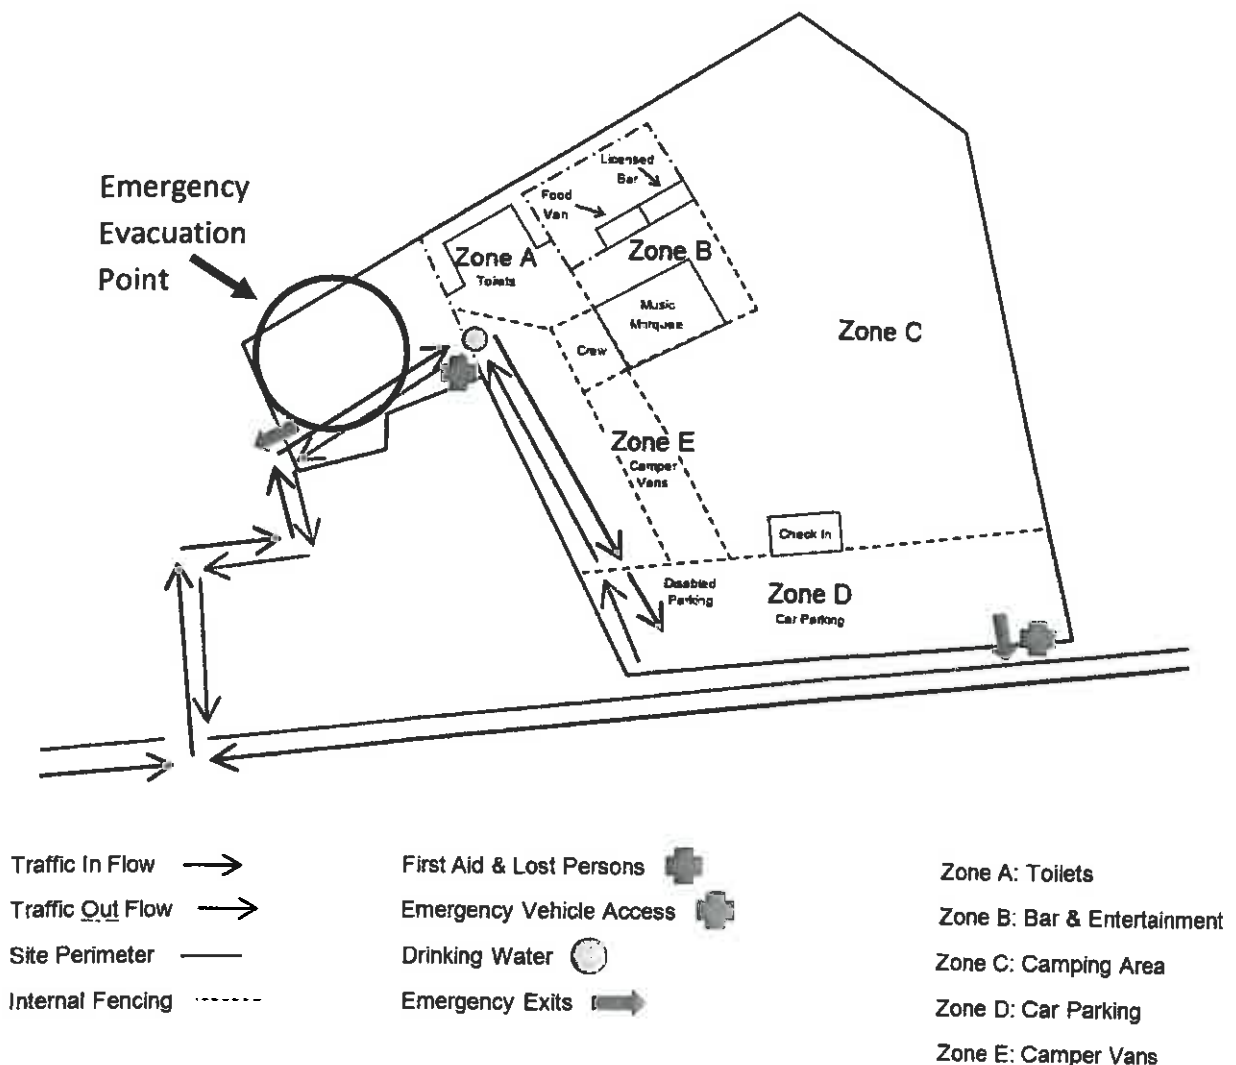 Emergency
Evacuation
Point
Licensed
Bar
Food
Van
Zone A
Toilets
Zone B
Music
Marquee
Crew
Zone C
Zone E
Camper
Vans
Check In
Disabled
Parking
Zone D
Car Parking
Traffic In Flow
Traffic Out Flow
Site Perimeter
Internal Fencing
First Aid & Lost Persons
Emergency Vehicle Access
Drinking Water
Emergency Exits
Zone A: Toilets
Zone B: Bar & Entertainment
Zone C: Camping Area
Zone D: Car Parking
Zone E: Camper Vans